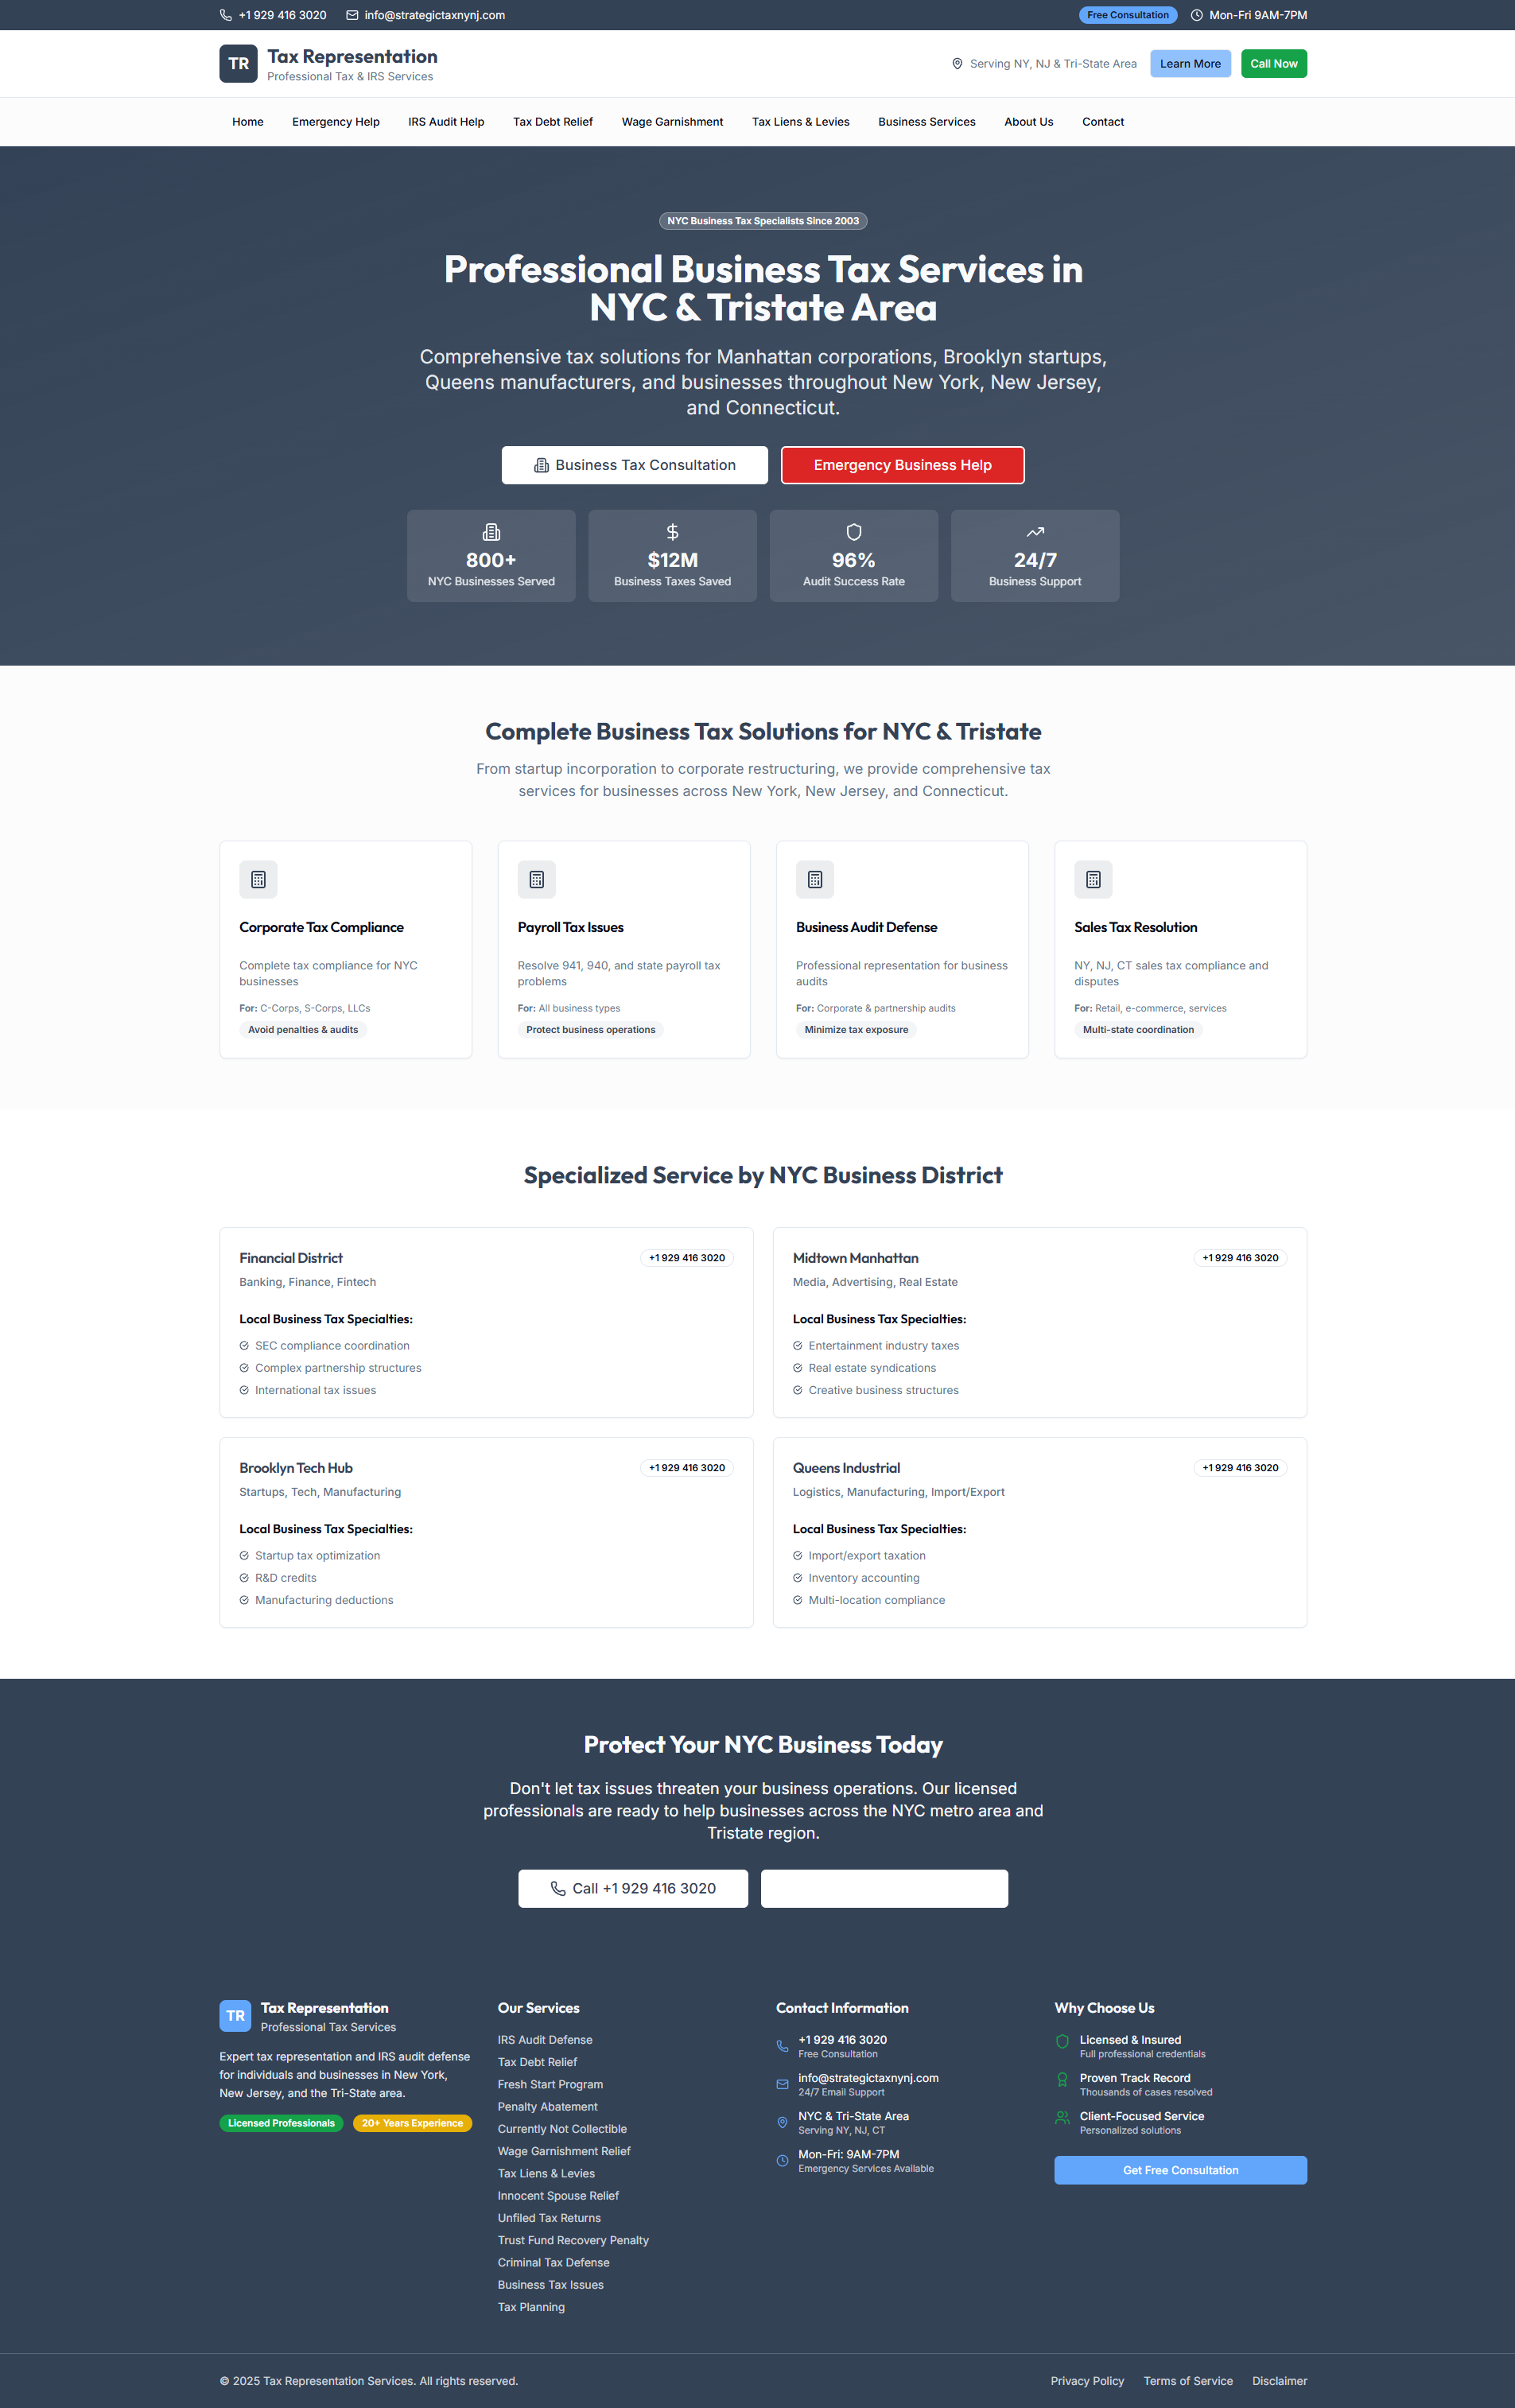 +1 929 416 3020
info@strategictaxnynj.com
Free Consultation
Mon-Fri 9AM-7PM
TR
Tax Representation
Professional Tax & IRS Services
Serving NY, NJ & Tri-State Area
Learn More
Call Now
Home
Emergency Help
IRS Audit Help
Tax Debt Relief
Wage Garnishment
Tax Liens & Levies
Business Services
About Us
Contact
NYC Business Tax Specialists Since 2003
Professional Business Tax Services in
NYC & Tristate Area
Comprehensive tax solutions for Manhattan corporations, Brooklyn startups,
Queens manufacturers, and businesses throughout New York, New Jersey,
and Connecticut.
Business Tax Consultation
Emergency Business Help
800+
NYC Businesses Served
$12M
Business Taxes Saved
96%
Audit Success Rate
24/7
Business Support
Complete Business Tax Solutions for NYC & Tristate
From startup incorporation to corporate restructuring, we provide comprehensive tax
services for businesses across New York, New Jersey, and Connecticut.
Corporate Tax Compliance
Complete tax compliance for NYC
businesses
For: C-Corps, S-Corps, LLCs
Avoid penalties & audits
Payroll Tax Issues
Resolve 941, 940, and state payroll tax
problems
For: All business types
Protect business operations
Business Audit Defense
Professional representation for business
audits
For: Corporate & partnership audits
Minimize tax exposure
Sales Tax Resolution
NY, NJ, CT sales tax compliance and
disputes
For: Retail, e-commerce, services
Multi-state coordination
Specialized Service by NYC Business District
Financial District
+1 929 416 3020
Banking, Finance, Fintech
Local Business Tax Specialties:
SEC compliance coordination
Complex partnership structures
International tax issues
Midtown Manhattan
+1 929 416 3020
Media, Advertising, Real Estate
Local Business Tax Specialties:
Entertainment industry taxes
Real estate syndications
Creative business structures
Brooklyn Tech Hub
+1 929 416 3020
Startups, Tech, Manufacturing
Local Business Tax Specialties:
Startup tax optimization
R&D credits
Manufacturing deductions
Queens Industrial
+1 929 416 3020
Logistics, Manufacturing, Import/Export
Local Business Tax Specialties:
Import/export taxation
Inventory accounting
Multi-location compliance
Protect Your NYC Business Today
Don't let tax issues threaten your business operations. Our licensed
professionals are ready to help businesses across the NYC metro area and
Tristate region.
Call +1 929 416 3020
TR
Tax Representation
Professional Tax Services
Expert tax representation and IRS audit defense
for individuals and businesses in New York,
New Jersey, and the Tri-State area.
Licensed Professionals
20+ Years Experience
Our Services
IRS Audit Defense
Tax Debt Relief
Fresh Start Program
Penalty Abatement
Currently Not Collectible
Wage Garnishment Relief
Tax Liens & Levies
Innocent Spouse Relief
Unfiled Tax Returns
Trust Fund Recovery Penalty
Criminal Tax Defense
Business Tax Issues
Tax Planning
Contact Information
+1 929 416 3020
Free Consultation
info@strategictaxnynj.com
24/7 Email Support
NYC & Tri-State Area
Serving NY, NJ, CT
Mon-Fri: 9AM-7PM
Emergency Services Available
Why Choose Us
Licensed & Insured
Full professional credentials
Proven Track Record
Thousands of cases resolved
Client-Focused Service
Personalized solutions
Get Free Consultation
© 2025 Tax Representation Services. All rights reserved.
Privacy Policy
Terms of Service
Disclaimer